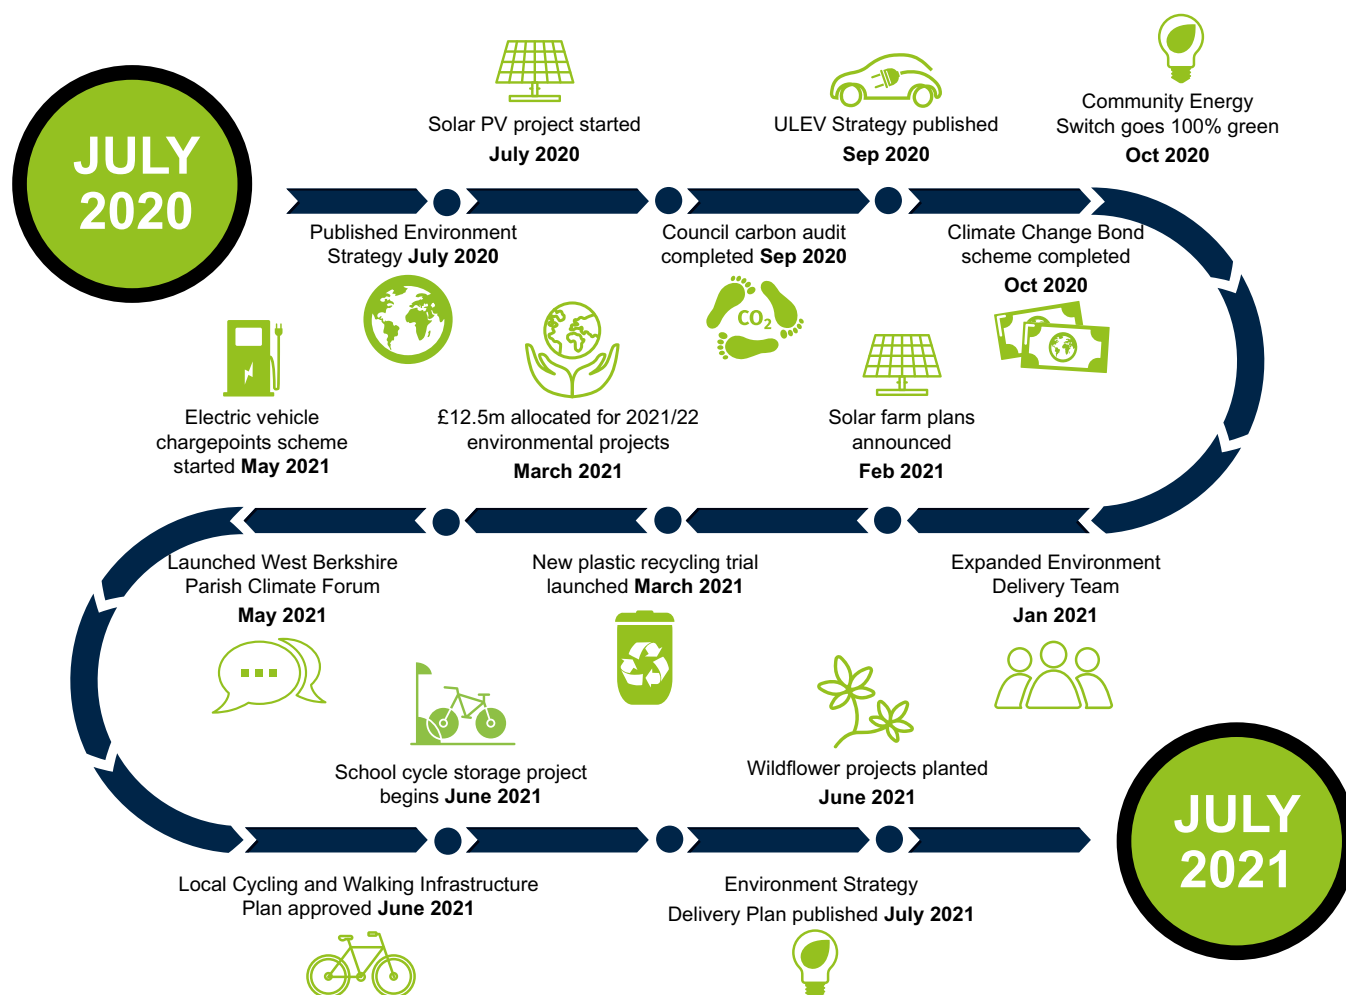 JULY
2020
Solar PV project started
July 2020
ULEV Strategy published
Sep 2020
Community Energy
Switch goes 100% green
Oct 2020
Published Environment
Strategy July 2020
Council carbon audit
completed Sep 2020
CO₂
Climate Change Bond
scheme completed
Oct 2020
Electric vehicle
chargepoints scheme
started May 2021
£12.5m allocated for 2021/22
environmental projects
March 2021
Solar farm plans
announced
Feb 2021
Launched West Berkshire
Parish Climate Forum
May 2021
New plastic recycling trial
launched March 2021
Expanded Environment
Delivery Team
Jan 2021
School cycle storage project
begins June 2021
Wildflower projects planted
June 2021
JULY
2021
Local Cycling and Walking Infrastructure
Plan approved June 2021
Environment Strategy
Delivery Plan published July 2021